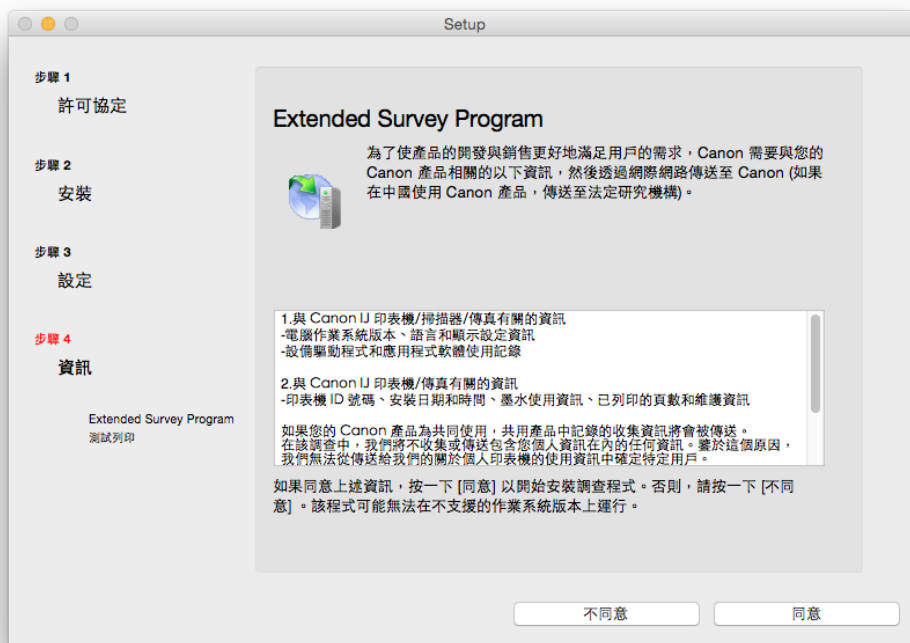 Setup
步驟 1
許可協定
步驟 2
安裝
步驟 3
設定
步驟 4
資訊
Extended Survey Program
測試列印
Extended Survey Program
為了使產品的開發與銷售更好地滿足用戶的需求，Canon 需要與您的
Canon 產品相關的以下資訊，然後透過網際網路傳送至 Canon (如果
在中國使用 Canon 產品，傳送至法定研究機構)。
1.與 Canon IJ 印表機/掃描器/傳真有關的資訊
-電腦作業系統版本、語言和顯示設定資訊
-設備驅動程式和應用程式軟體使用記錄
2.與 Canon IJ 印表機/傳真有關的資訊
-印表機 ID 號碼、安裝日期和時間、墨水使用資訊、已列印的頁數和維護資訊
如果您的 Canon 產品為共同使用，共用產品中記錄的收集資訊將會被傳送。
在該調查中，我們將不收集或傳送包含您個人資訊在內的任何資訊。鑒於這個原因，
我們無法從傳送給我們的關於個人印表機的使用資訊中確定特定用戶。
如果同意上述資訊，按一下 [同意] 以開始安裝調查程式。否則，請按一下 [不同
意] 。該程式可能無法在不支援的作業系統版本上運行。
不同意
同意